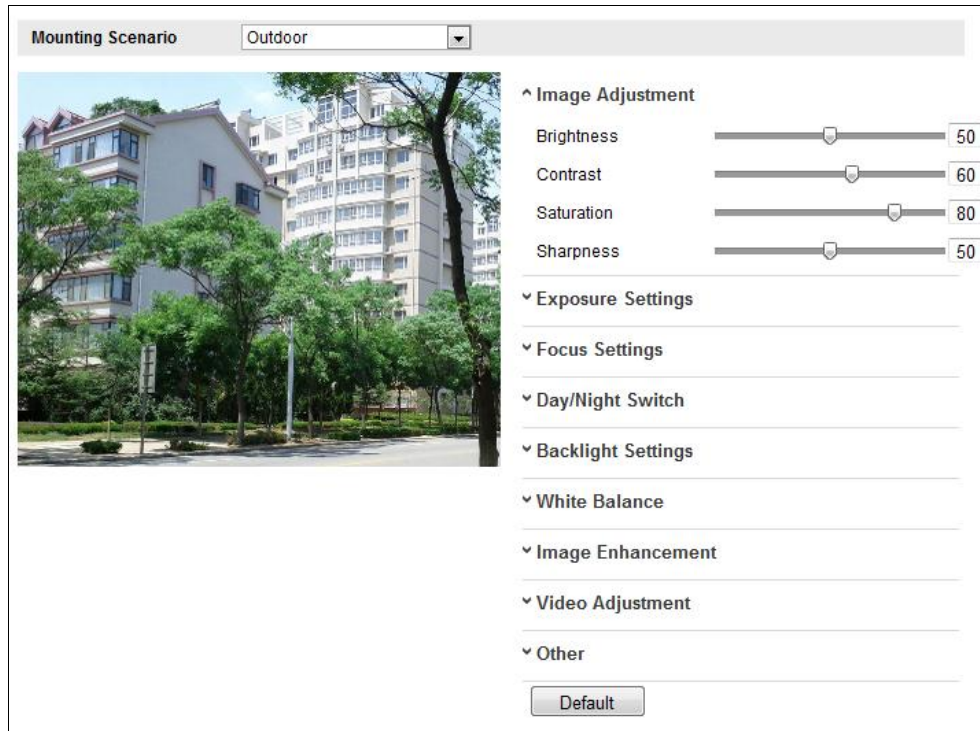 Mounting Scenario Outdoor
Image Adjustment
Brightness 50
Contrast 60
Saturation 80
Sharpness 50
Exposure Settings
Focus Settings
Day/Night Switch
Backlight Settings
White Balance
Image Enhancement
Video Adjustment
Other
Default